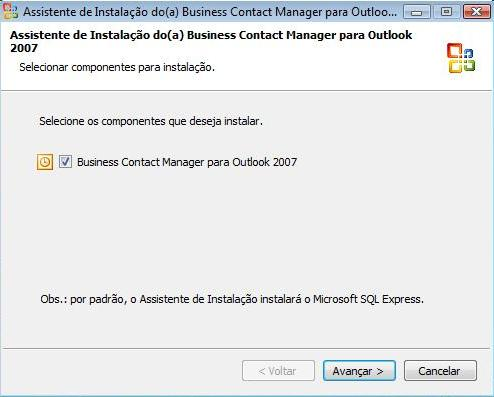 Assistente de Instalação do(a) Business Contact Manager para Outloo...
Assistente de Instalação do(a) Business Contact Manager para Outlook
2007
Selecionar componentes para instalação.
Selecione os componentes que deseja instalar.
Business Contact Manager para Outlook 2007
Obs.: por padrão, o Assistente de Instalação instalará o Microsoft SQL Express.
< Voltar
Avançar >
Cancelar